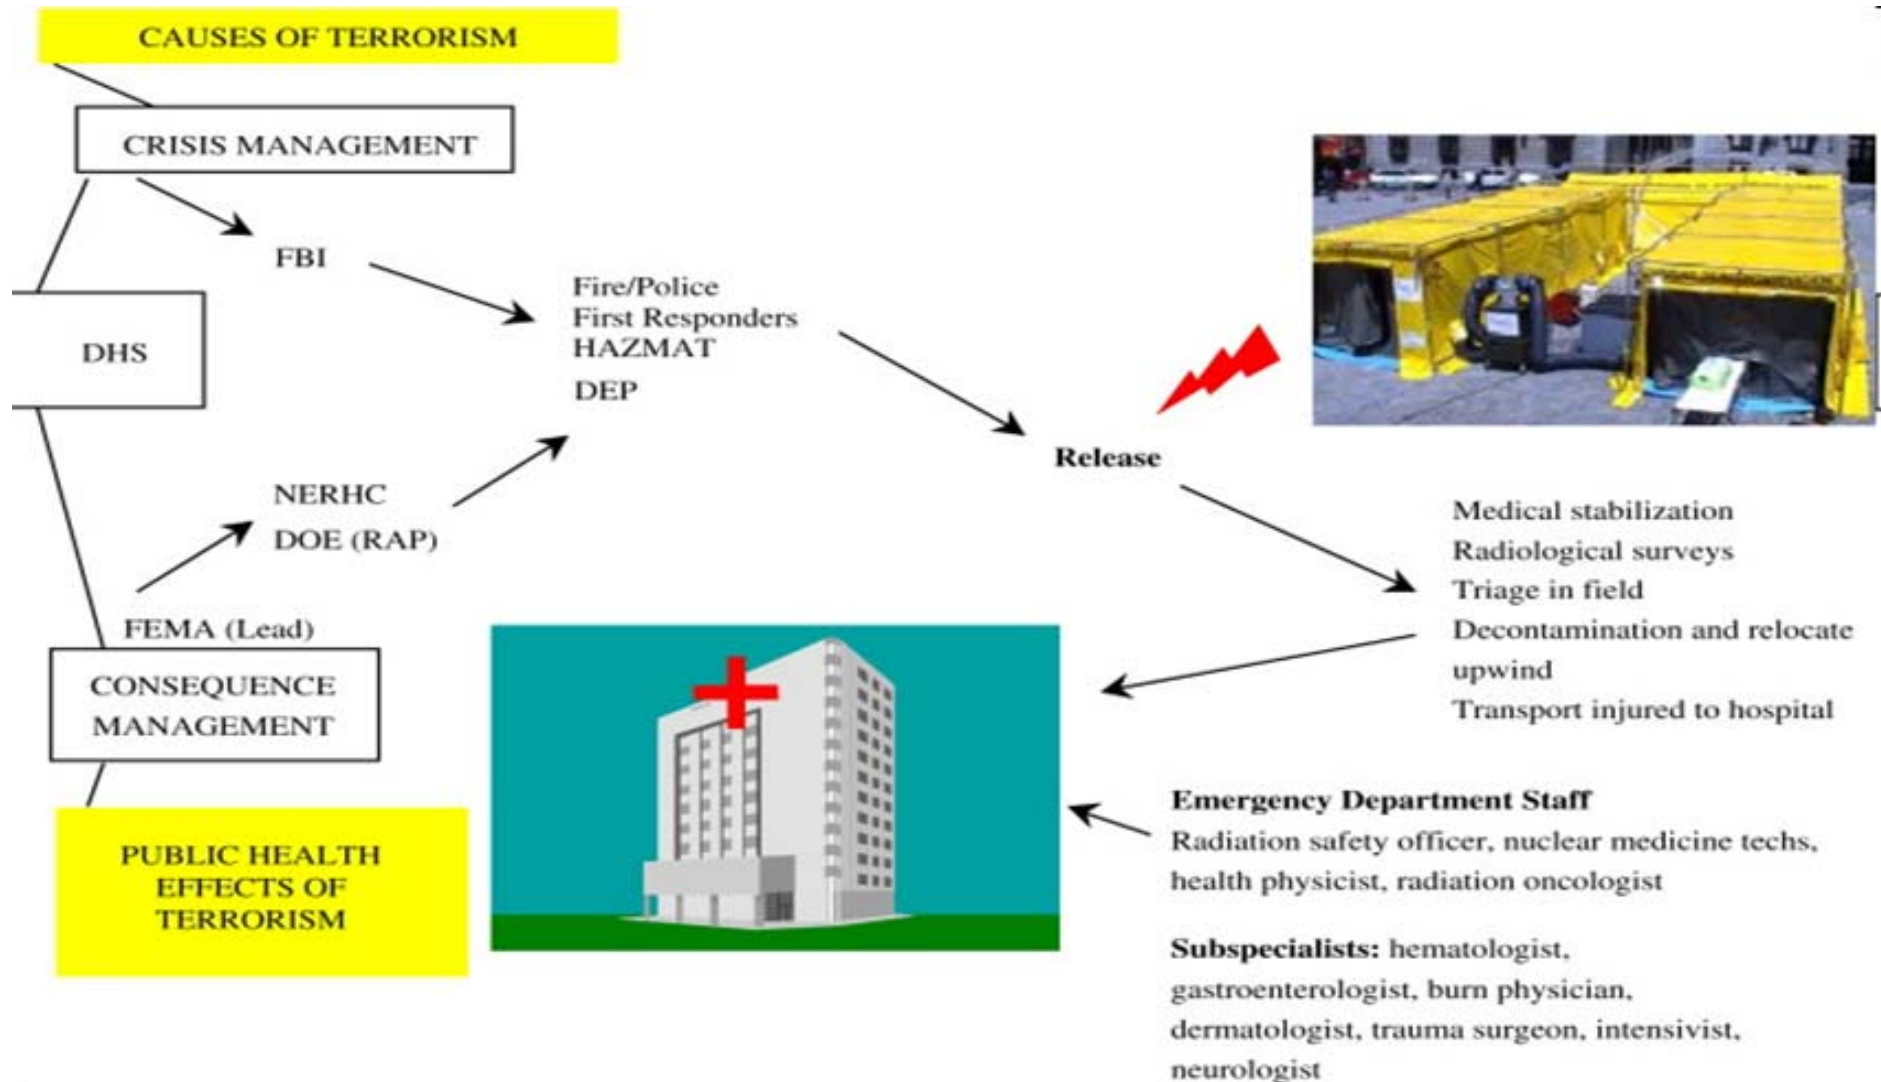 CAUSES OF TERRORISM
CRISIS MANAGEMENT
FBI
Fire/Police
First Responders
HAZMAT
DEP
DHS
Release
NERHC
DOE (RAP)
FEMA (Lead)
CONSEQUENCE
MANAGEMENT
PUBLIC HEALTH
EFFECTS OF
TERRORISM
Medical stabilization
Radiological surveys
Triage in field
Decontamination and relocate
upwind
Transport injured to hospital
Emergency Department Staff
Radiation safety officer, nuclear medicine techs,
health physicist, radiation oncologist
Subspecialists: hematologist,
gastroenterologist, burn physician,
dermatologist, trauma surgeon, intensivist,
neurologist